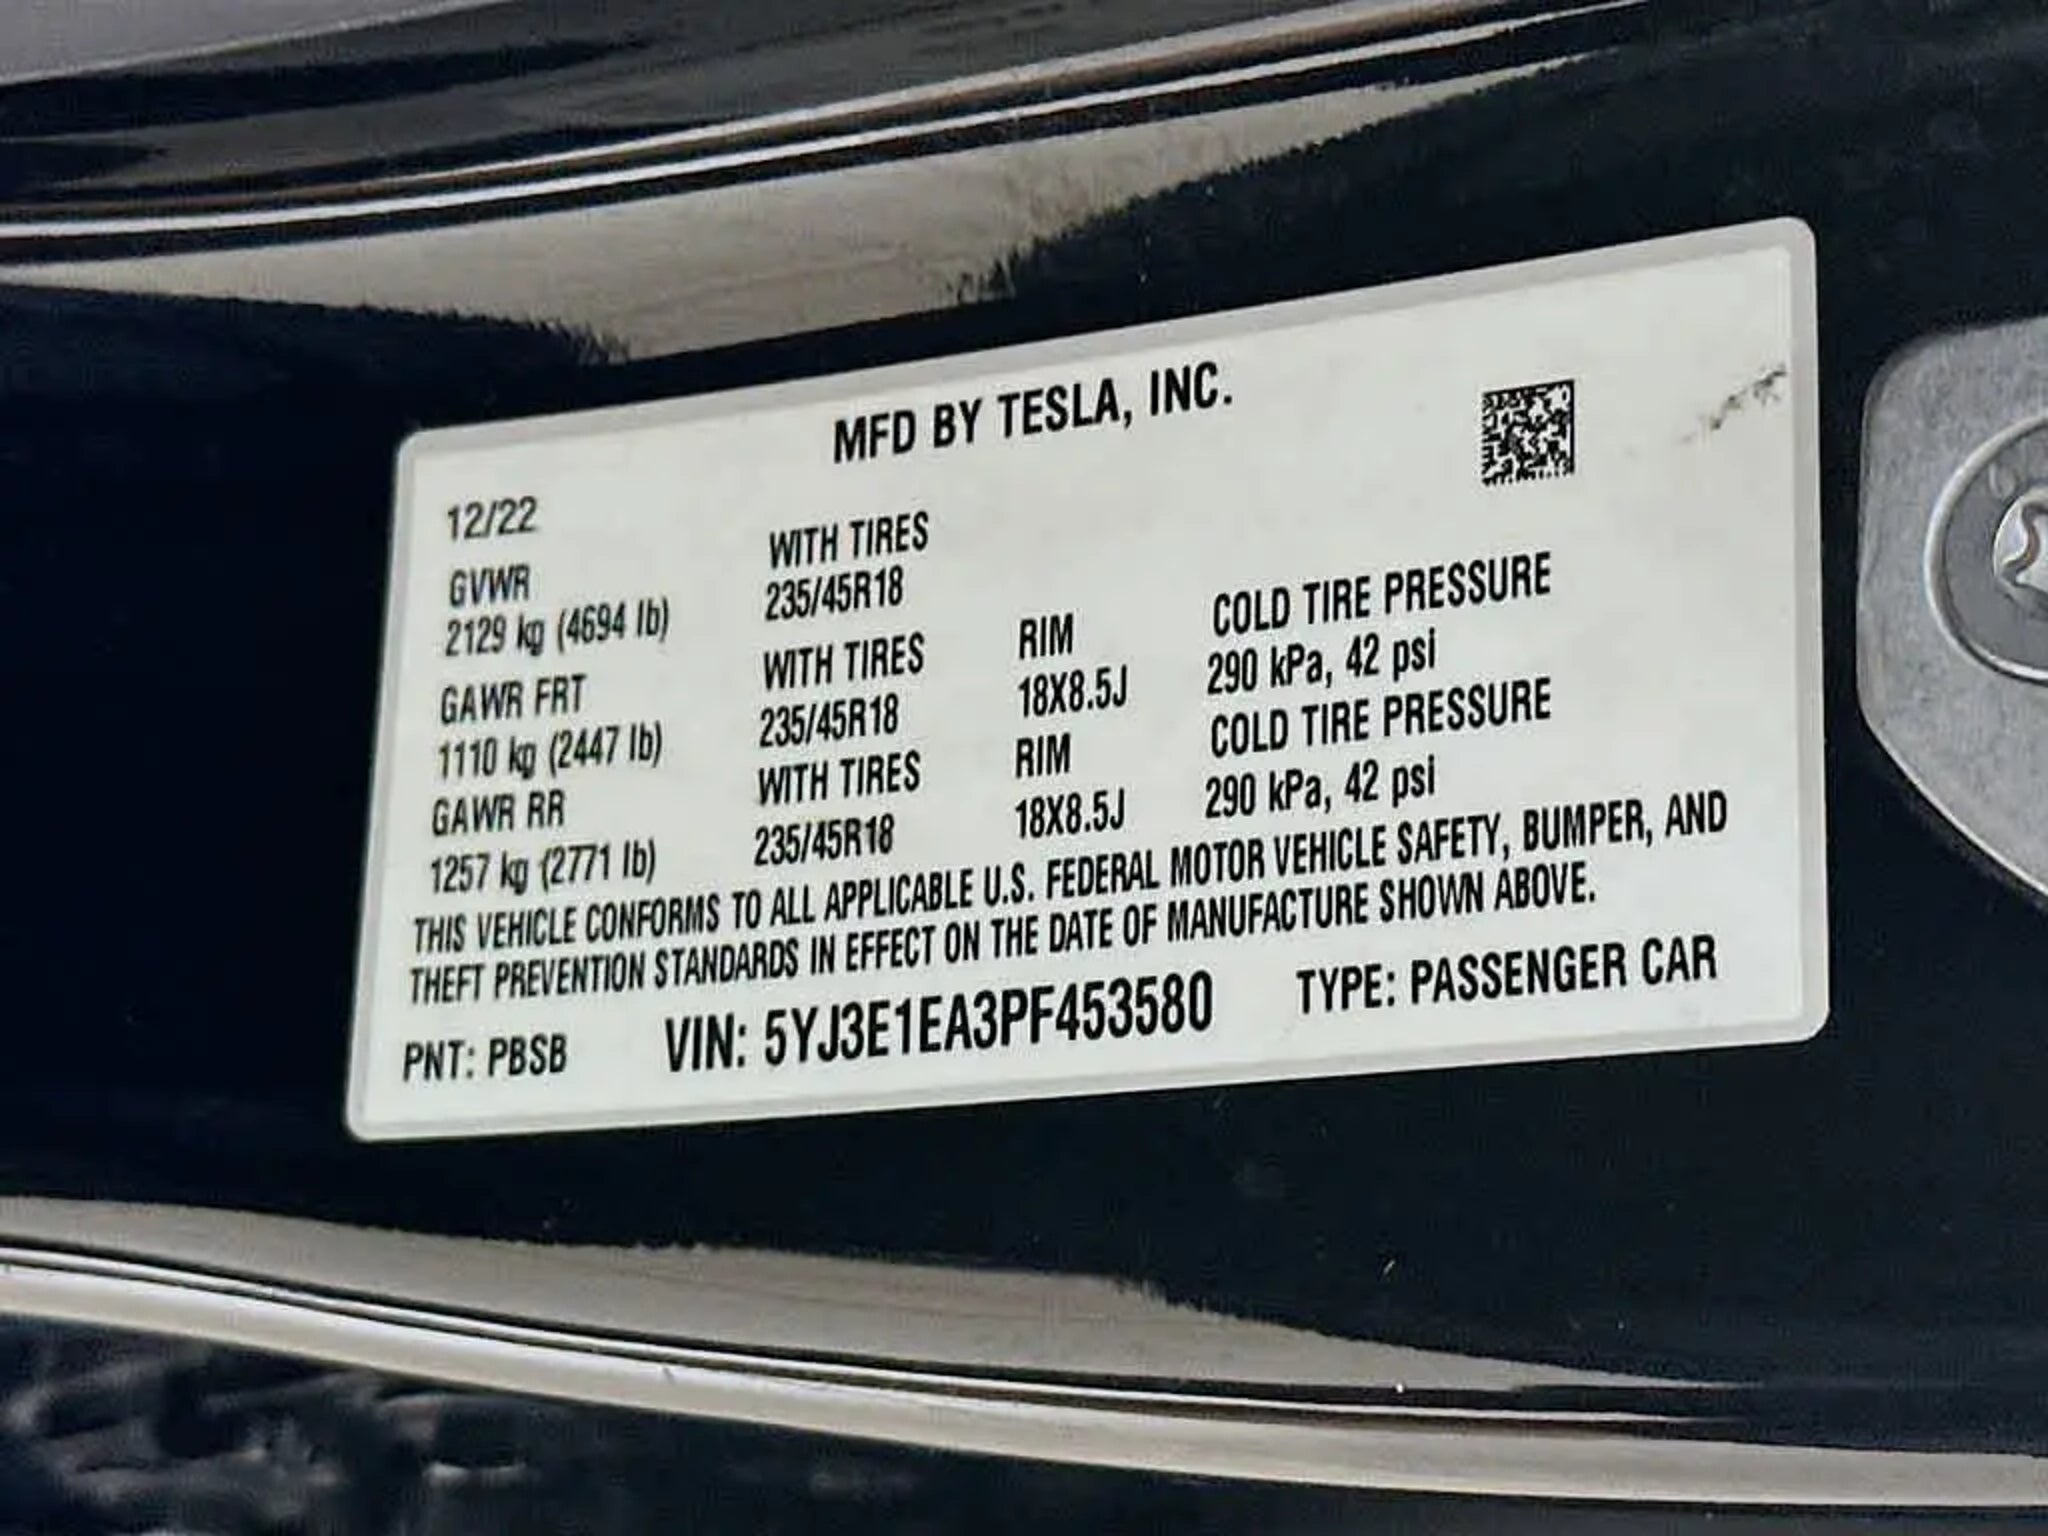 MFD BY TESLA, INC.
12/22
GVWR WITH TIRES
2129 kg (4694 lb) 235/45R18
GAWR FRT WITH TIRES RIM COLD TIRE PRESSURE
1110 kg (2447 lb) 235/45R18 18X8.5J 290 kPa, 42 psi
GAWR RR WITH TIRES RIM COLD TIRE PRESSURE
1257 kg (2771 lb) 235/45R18 18X8.5J 290 kPa, 42 psi
THIS VEHICLE CONFORMS TO ALL APPLICABLE U.S. FEDERAL MOTOR VEHICLE SAFETY, BUMPER, AND
THEFT PREVENTION STANDARDS IN EFFECT ON THE DATE OF MANUFACTURE SHOWN ABOVE.
PNT: PBSB VIN: 5YJ3E1EA3PF453580 TYPE: PASSENGER CAR